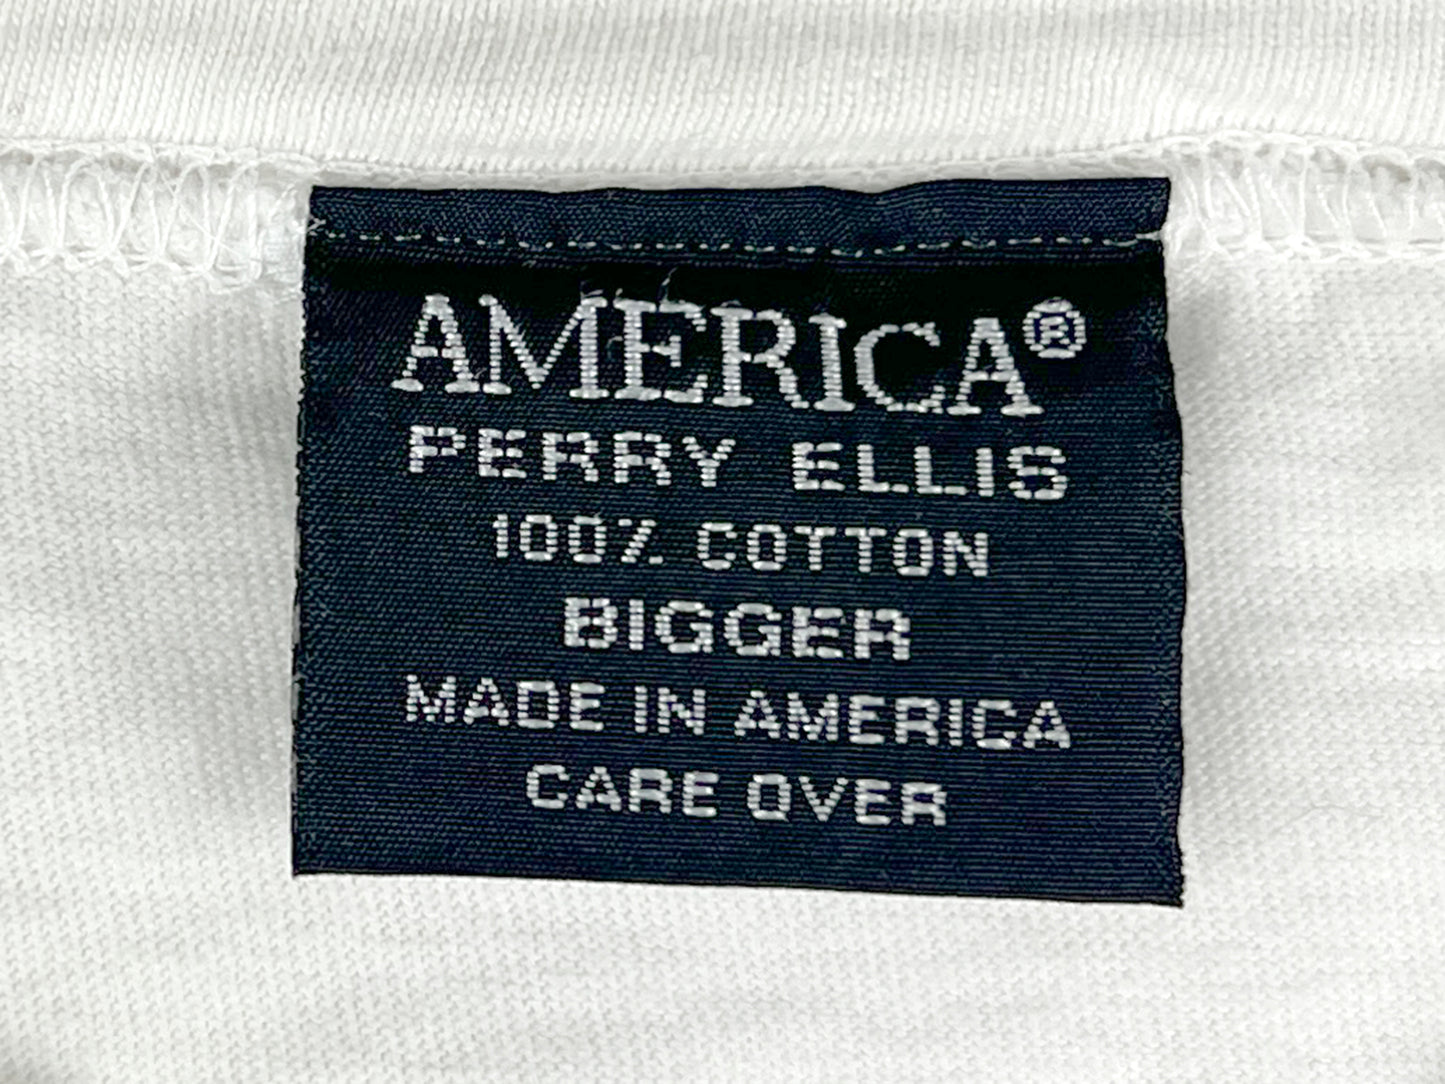 AMERICA®
PERRY ELLIS
100% COTTON
BIGGER
MADE IN AMERICA
CARE OVER